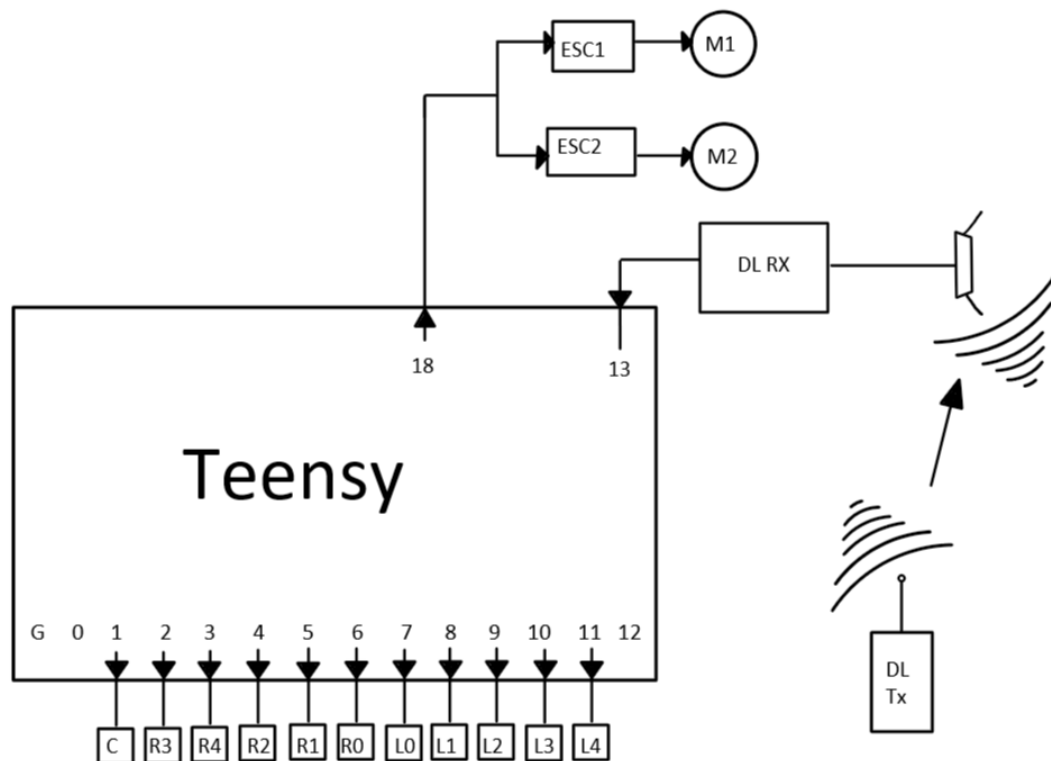 ESC1
M1
ESC2
M2
DL RX
18
13
Teensy
G 0 1 2 3 4 5 6 7 8 9 10 11 12
DL
Tx
C R3 R4 R2 R1 R0 L0 L1 L2 L3 L4